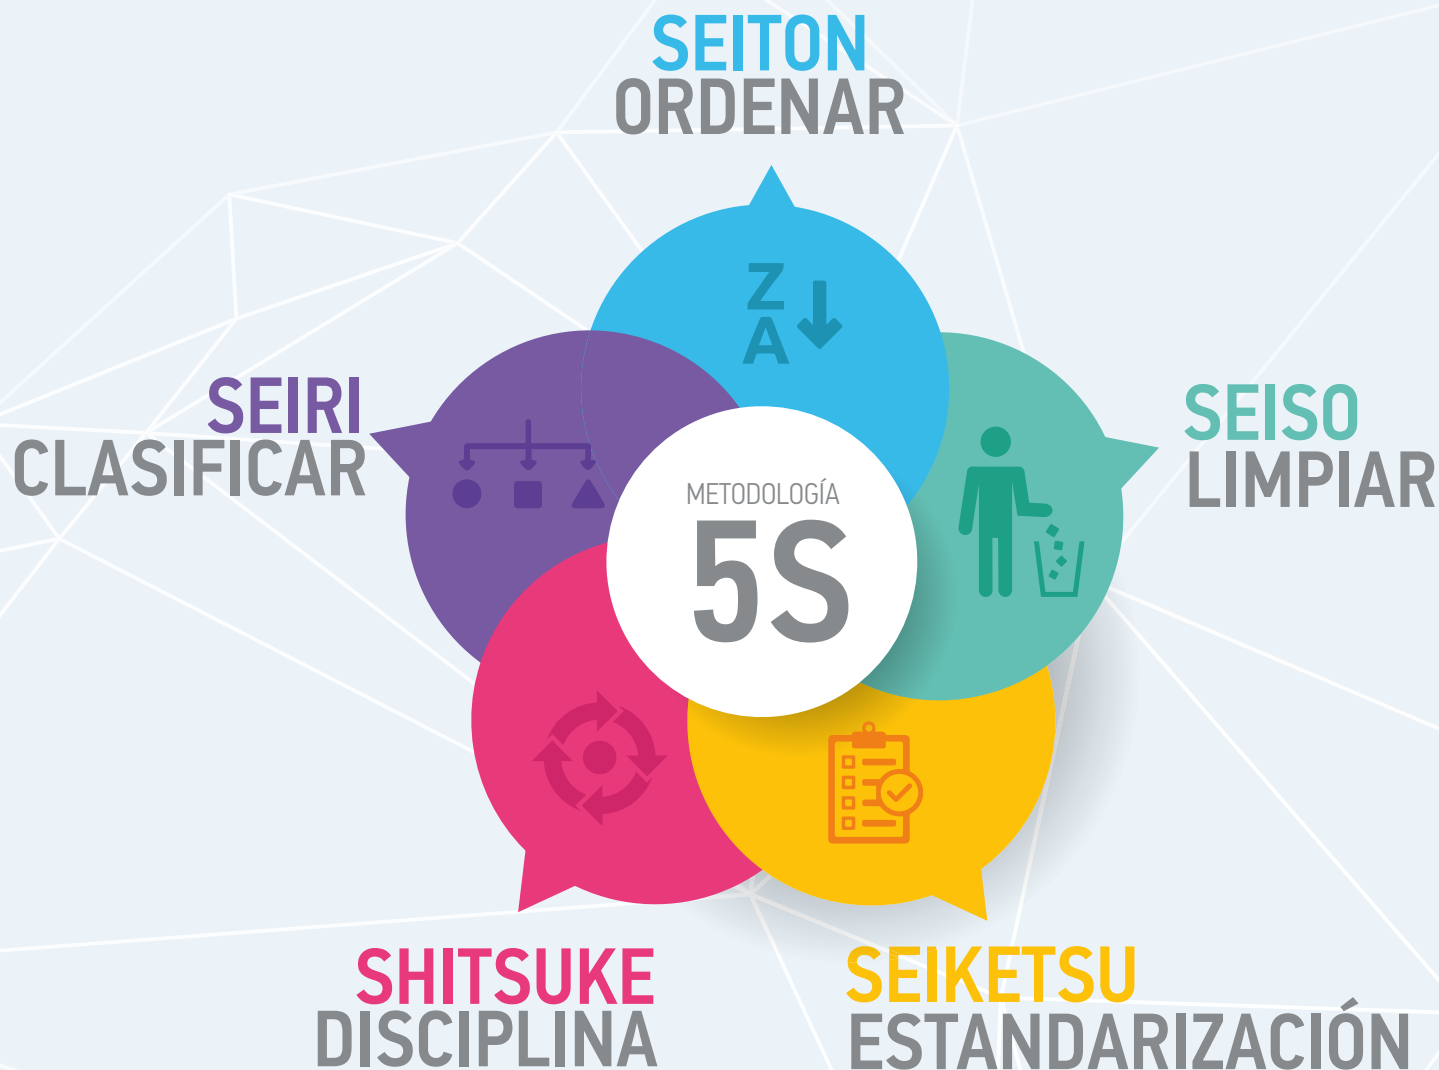 SEITON
ORDENAR
Z
A
SEIRI
CLASIFICAR
SEISO
LIMPIAR
METODOLOGÍA
5S
SHITSUKE
DISCIPLINA
SEIKETSU
ESTANDARIZACIÓN